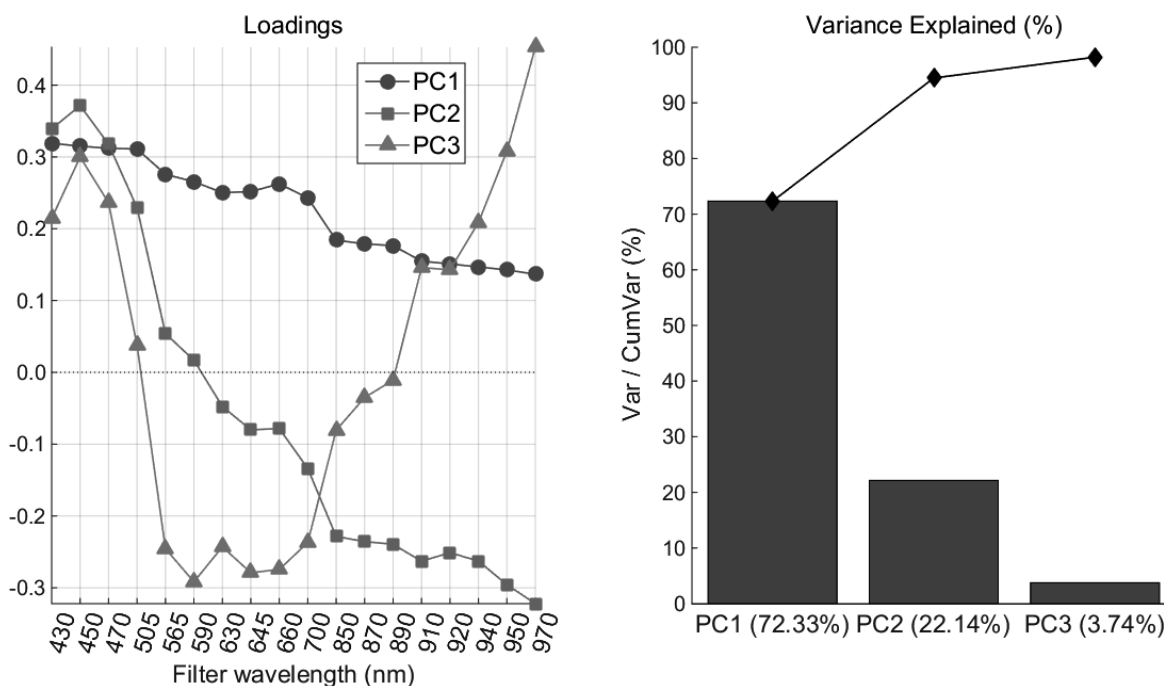 Loadings
0.4
0.3
0.2
0.1
0.0
-0.1
-0.2
-0.3
PC1
PC2
PC3
430 450 470 505 565 590 630 645 660 700 850 870 890 910 920 940 950 970
Filter wavelength (nm)
Variance Explained (%)
Var / CumVar (%)
100
90
80
70
60
50
40
30
20
10
0
PC1 (72.33%) PC2 (22.14%) PC3 (3.74%)